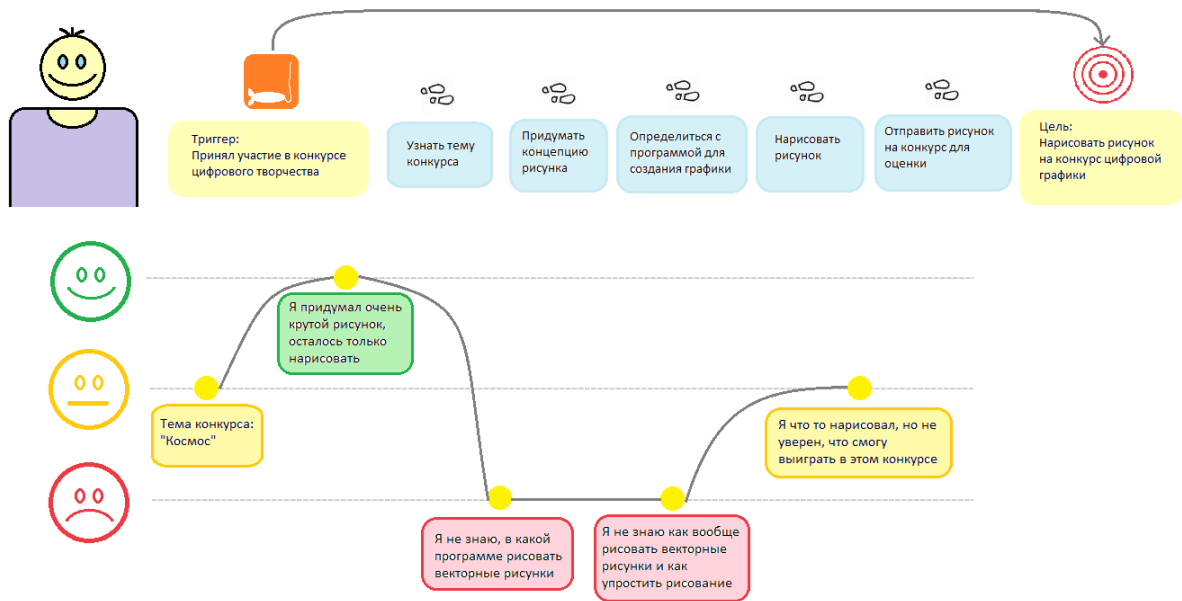 Триггер:
Принял участие в конкурсе
цифрового творчества
Узнать тему
конкурса
Придумать
концепцию
рисунка
Определиться с
программой для
создания графики
Нарисовать
рисунок
Отправить рисунок
на конкурс для
оценки
Цель:
Нарисовать рисунок
на конкурс цифровой
графики
Тема конкурса:
"Космос"
Я придумал очень
крутой рисунок,
осталось только
нарисовать
Я не знаю, в какой
программе рисовать
векторные рисунки
Я не знаю как вообще
рисовать векторные
рисунки и как
упростить рисование
Я что то нарисовал, но не
уверен, что смогу
выиграть в этом конкурсе